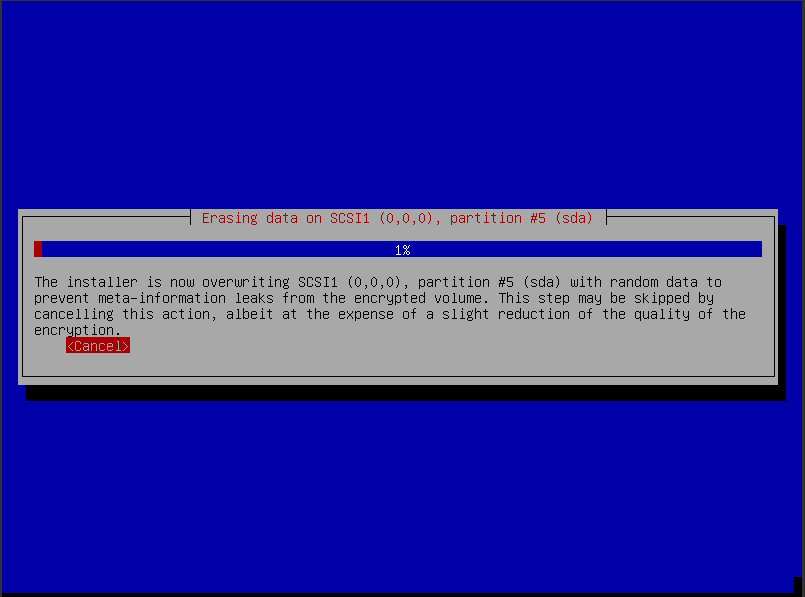 Erasing data on SCSI1 (0,0,0), partition #5 (sda)
1%
The installer is now overwriting SCSI1 (0,0,0), partition #5 (sda) with random data to
prevent meta-information leaks from the encrypted volume. This step may be skipped by
cancelling this action, albeit at the expense of a slight reduction of the quality of the
encryption.
<Cancel>